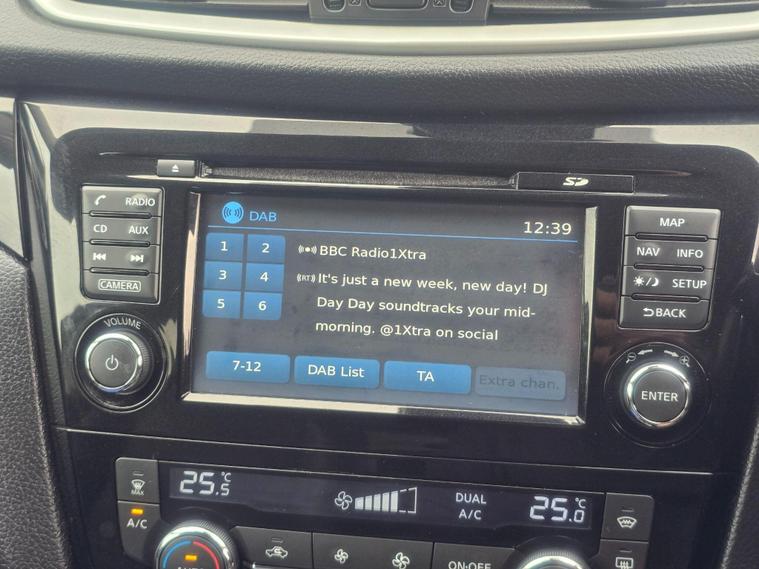 SD
RADIO
CD AUX
CAMERA
VOLUME
DAB
12:39
1 2
3 4
5 6
BBC Radio1Xtra
(RT) It's just a new week, new day! DJ
Day Day soundtracks your mid-
morning. @1Xtra on social
7-12
DAB List
TA
Extra chan.
MAP
NAV INFO
SETUP
BACK
ENTER
MAX
A/C
25.5 °C
DUAL
A/C
25.0 °C
AUTO
ON·OFF